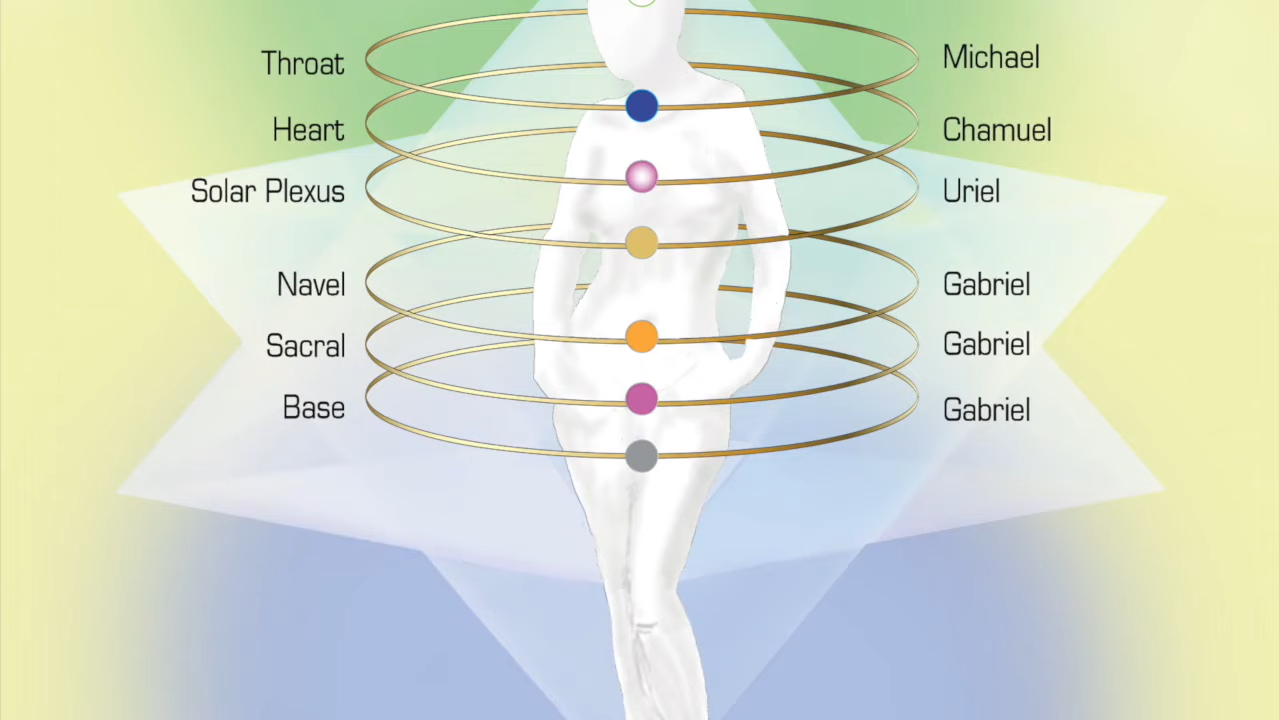 Throat Michael
Heart Chamuel
Solar Plexus Uriel
Navel Gabriel
Sacral Gabriel
Base Gabriel